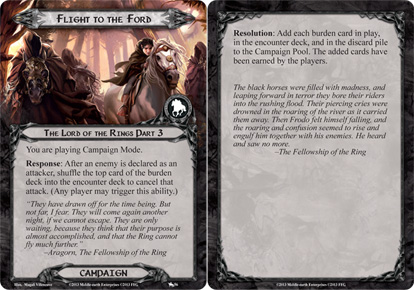 FLIGHT TO THE FORD
THE LORD OF THE RINGS PART 3
You are playing Campaign Mode.
Response: After an enemy is declared as an
attacker, shuffle the top card of the burden
deck into the encounter deck to cancel that
attack. (Any player may trigger this ability.)
"They have drawn off for the time being. But
not far, I fear. They will come again another
night, if we cannot escape. They are only
waiting, because they think that their purpose is
almost accomplished, and that the Ring cannot
fly much further."
–Aragorn, The Fellowship of the Ring
CAMPAIGN
Illus. Magali Villeneuve
©2013 Middle-earth Enterprises ©2013 FFG
Resolution: Add each burden card in play,
in the encounter deck, and in the discard pile
to the Campaign Pool. The added cards have
been earned by the players.
The black horses were filled with madness, and
leaping forward in terror they bore their riders
into the rushing flood. Their piercing cries were
drowned in the roaring of the river as it carried
them away. Then Frodo felt himself falling, and
the roaring and confusion seemed to rise and
engulf him together with his enemies. He heard
and saw no more.
–The Fellowship of the Ring
©2013 Middle-earth Enterprises ©2013 FFG